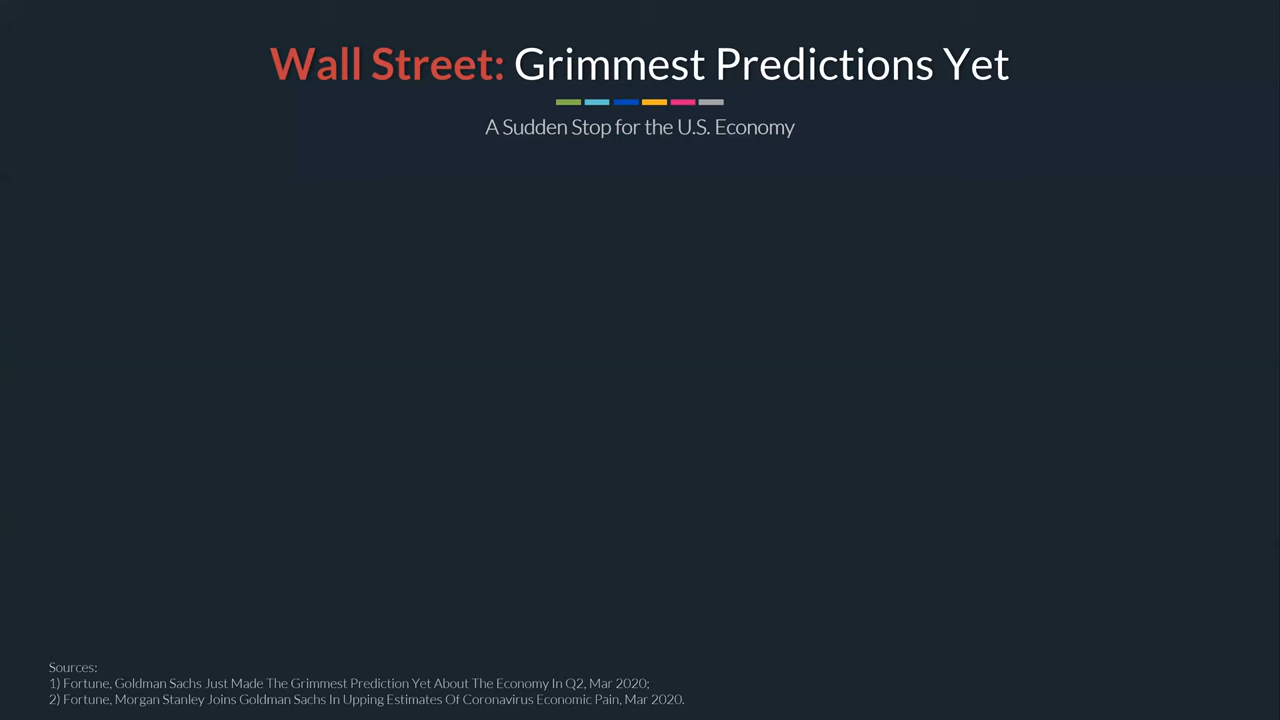 Wall Street: Grimmest Predictions Yet
A Sudden Stop for the U.S. Economy
Sources:
1) Fortune, Goldman Sachs Just Made The Grimmest Prediction Yet About The Economy In Q2, Mar 2020;
2) Fortune, Morgan Stanley Joins Goldman Sachs In Upping Estimates Of Coronavirus Economic Pain, Mar 2020.